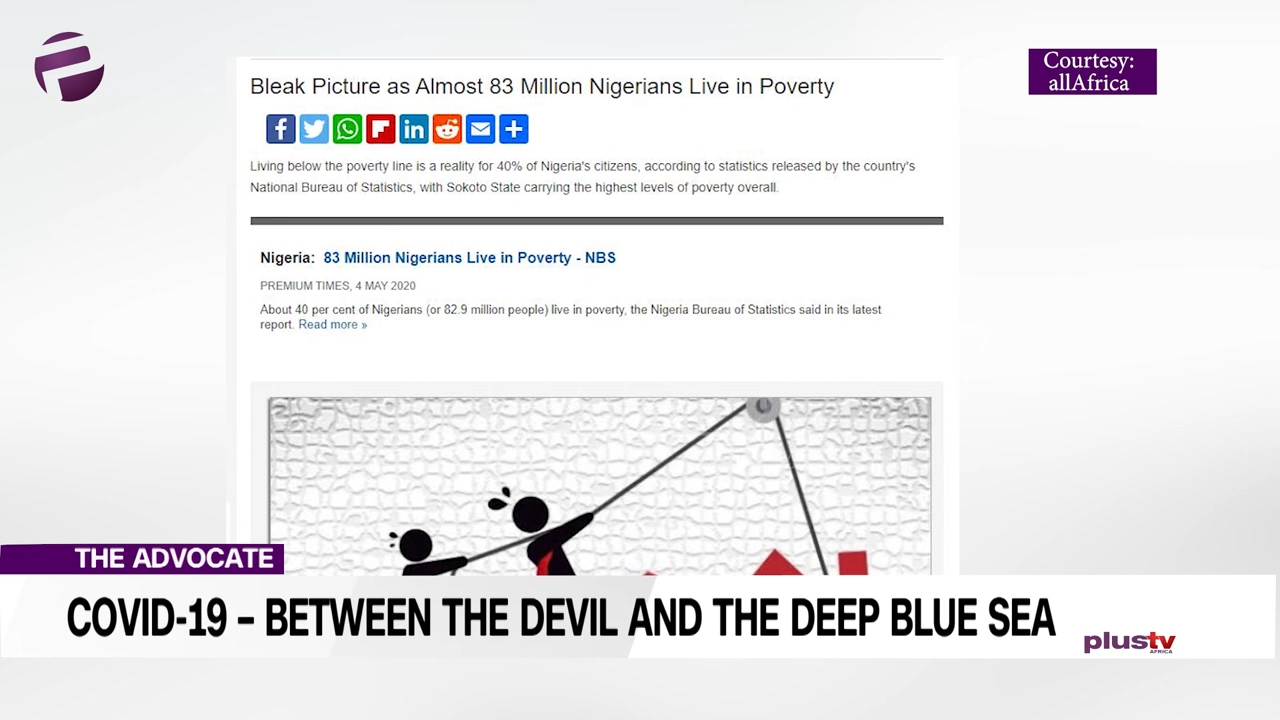 Courtesy:
allAfrica
Bleak Picture as Almost 83 Million Nigerians Live in Poverty
Living below the poverty line is a reality for 40% of Nigeria's citizens, according to statistics released by the country's
National Bureau of Statistics, with Sokoto State carrying the highest levels of poverty overall.
Nigeria: 83 Million Nigerians Live in Poverty - NBS
PREMIUM TIMES, 4 MAY 2020
About 40 per cent of Nigerians (or 82.9 million people) live in poverty, the Nigeria Bureau of Statistics said in its latest
report. Read more »
THE ADVOCATE
COVID-19 – BETWEEN THE DEVIL AND THE DEEP BLUE SEA
plustv
AFRICA